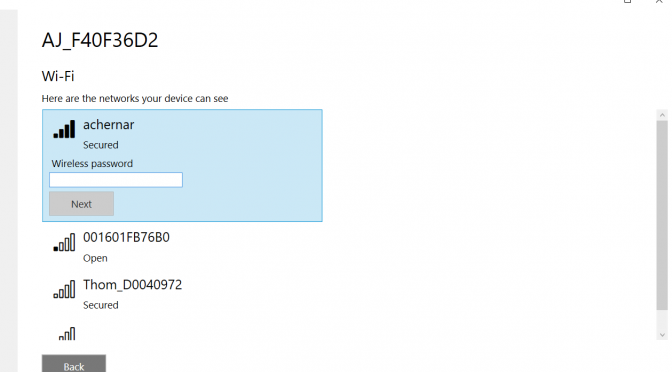 AJ_F40F36D2
Wi-Fi
Here are the networks your device can see
achernar
Secured
Wireless password
Next
001601FB76B0
Open
Thom_D0040972
Secured
Back